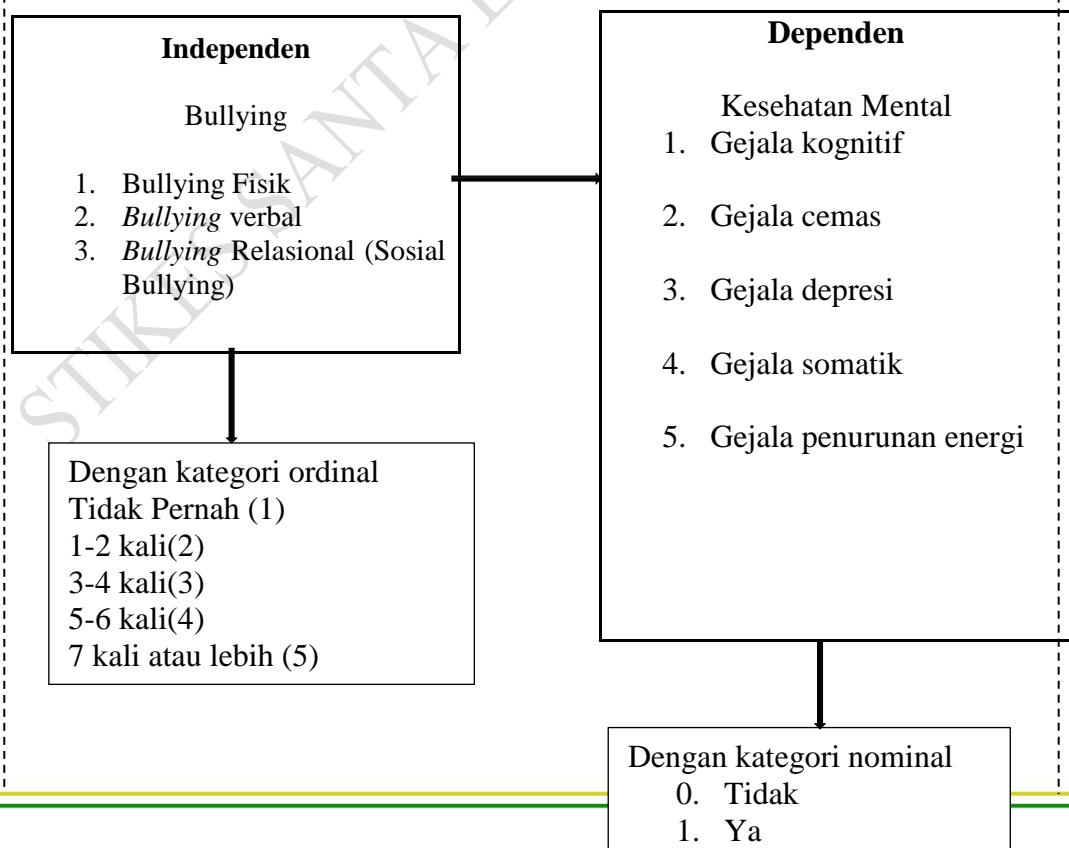 Independen
Bullying
1. Bullying Fisik
2. Bullying verbal
3. Bullying Relasional (Sosial
Bullying)
Dengan kategori ordinal
Tidak Pernah (1)
1-2 kali(2)
3-4 kali(3)
5-6 kali(4)
7 kali atau lebih (5)
Dependen
Kesehatan Mental
1. Gejala kognitif
2. Gejala cemas
3. Gejala depresi
4. Gejala somatik
5. Gejala penurunan energi
Dengan kategori nominal
0. Tidak
1. Ya
STIKES SANTA